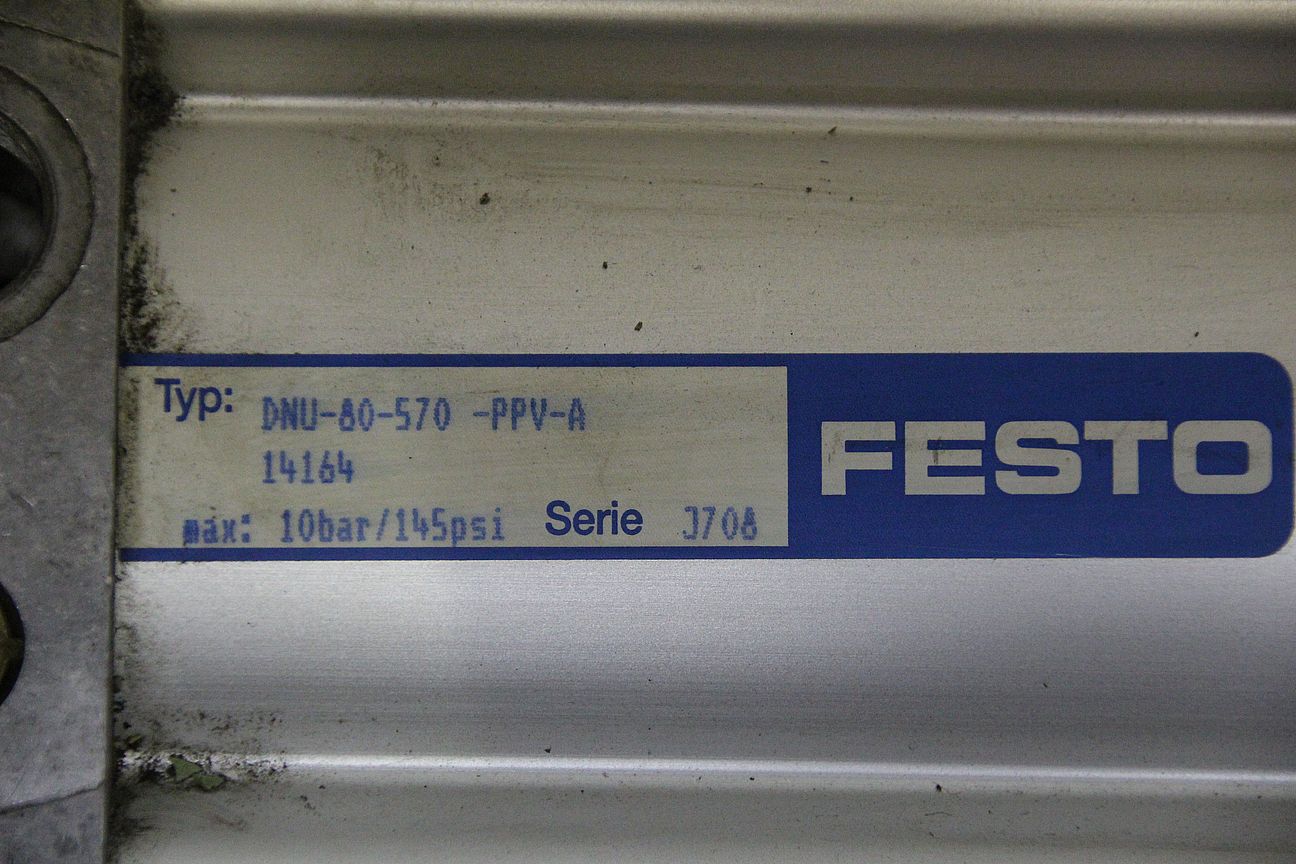 Typ: DNU-80-570 -PPV-A
14164
max: 10bar/145psi Serie J708
FESTO